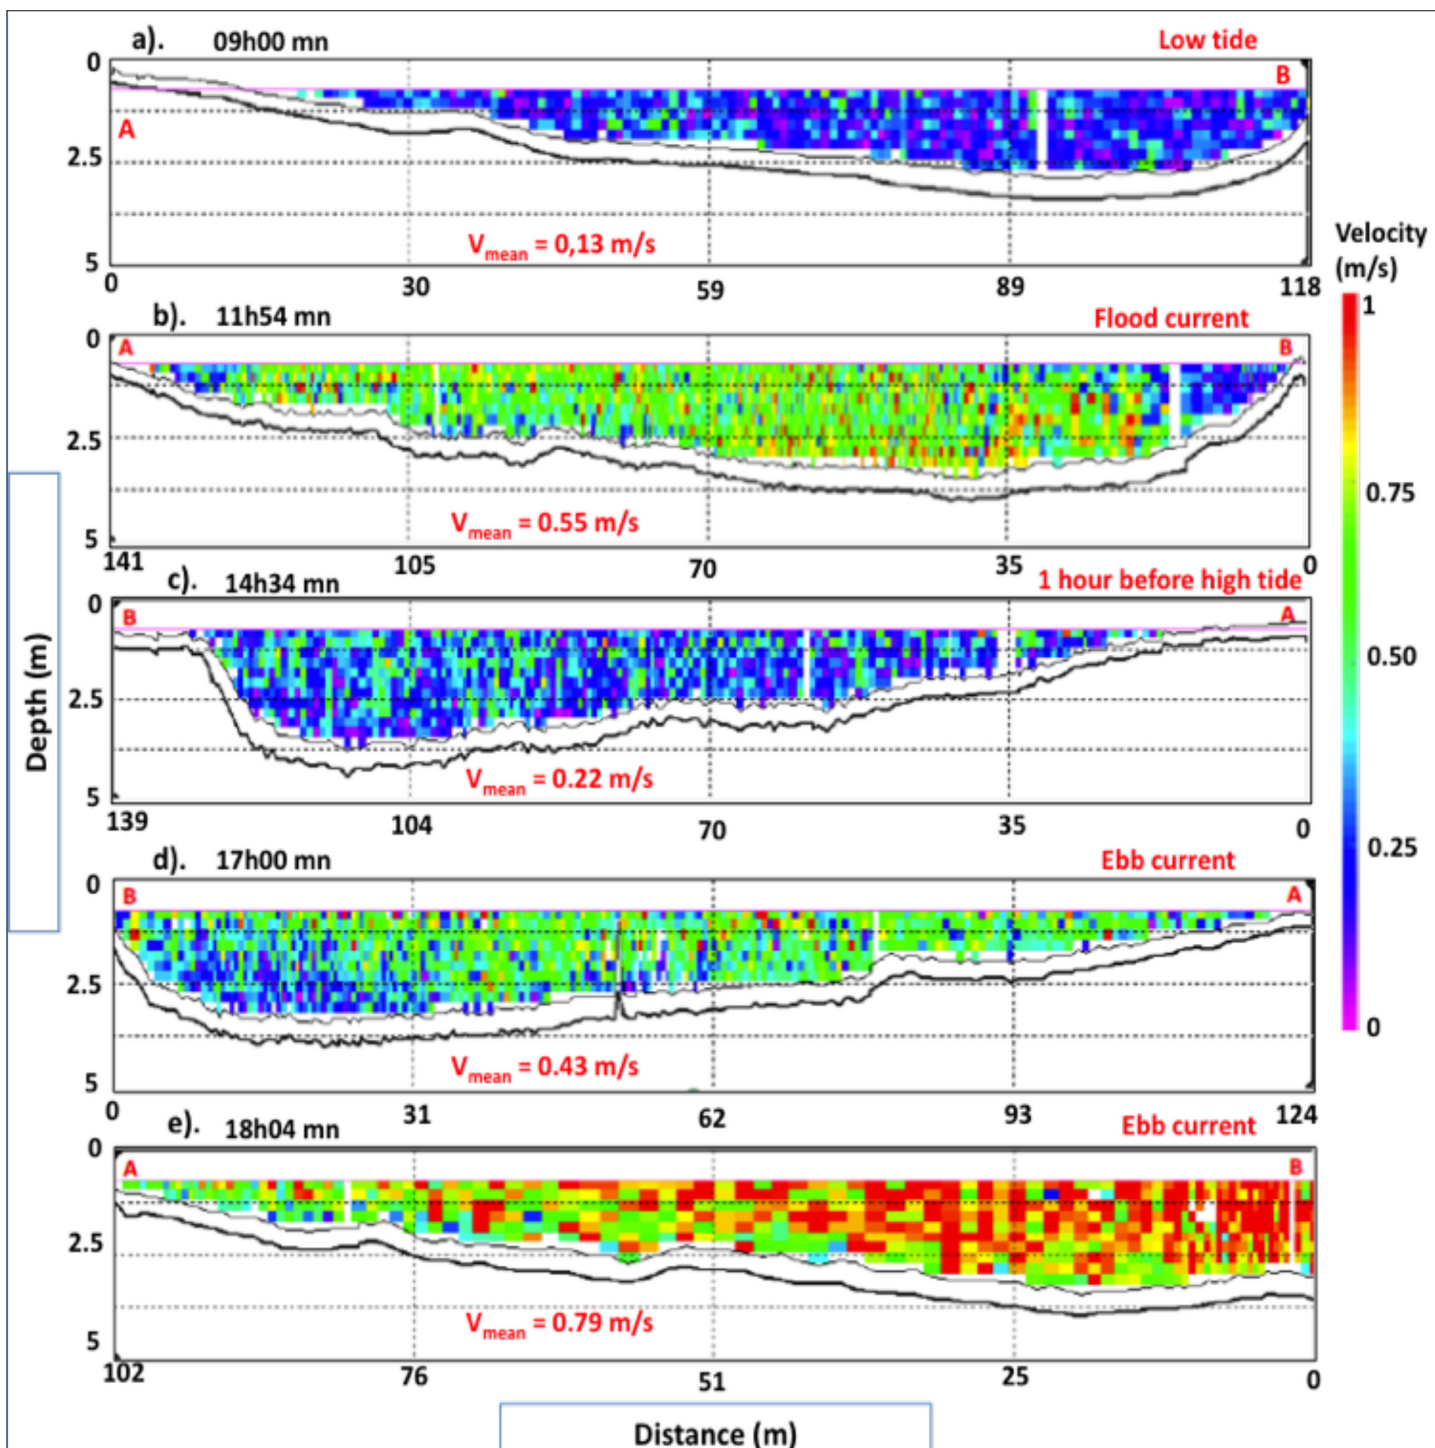 a). 09h00 mn Low tide
0
B
A
2.5
Vmean = 0,13 m/s
5
0 30 59 89 118
b). 11h54 mn Flood current
0
A B
2.5
Vmean = 0.55 m/s
5
141 105 70 35 0
c). 14h34 mn 1 hour before high tide
0
B A
2.5
Vmean = 0.22 m/s
5
139 104 70 35 0
d). 17h00 mn Ebb current
0
B A
2.5
Vmean = 0.43 m/s
5
0 31 62 93 124
e). 18h04 mn Ebb current
0
A B
2.5
Vmean = 0.79 m/s
5
102 76 51 25 0
Depth (m)
Distance (m)
Velocity
(m/s)
1
0.75
0.50
0.25
0